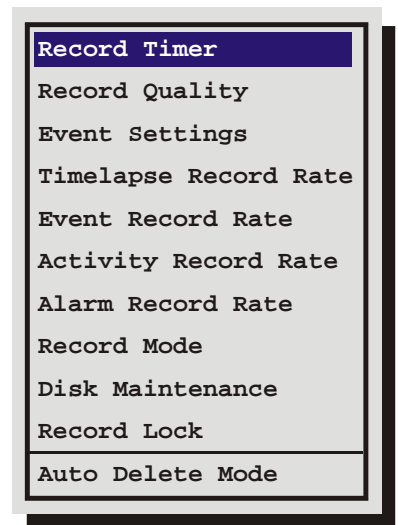 Record Timer
Record Quality
Event Settings
Timelapse Record Rate
Event Record Rate
Activity Record Rate
Alarm Record Rate
Record Mode
Disk Maintenance
Record Lock
Auto Delete Mode